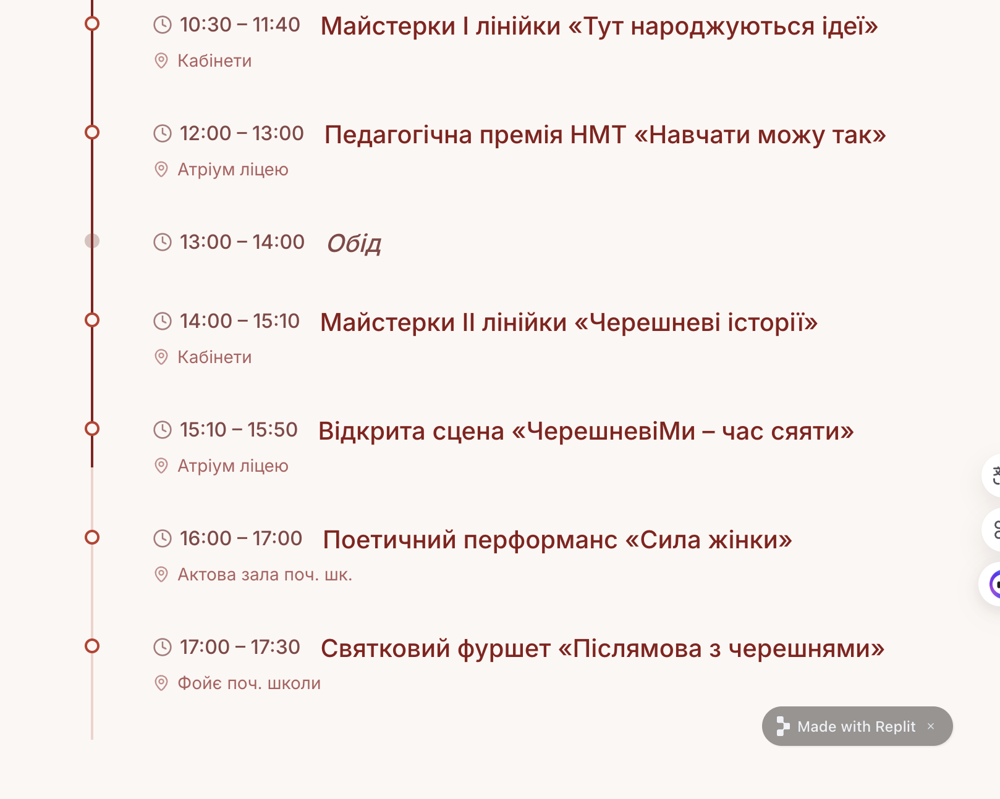 10:30 – 11:40 Майстерки І лінійки «Тут народжуються ідеї»
Кабінети
12:00 – 13:00 Педагогічна премія НМТ «Навчати можу так»
Атріум ліцею
13:00 – 14:00 Обід
14:00 – 15:10 Майстерки ІІ лінійки «Черешневі історії»
Кабінети
15:10 – 15:50 Відкрита сцена «ЧерешневіМи – час сяяти»
Атріум ліцею
16:00 – 17:00 Поетичний перформанс «Сила жінки»
Актова зала поч. шк.
17:00 – 17:30 Святковий фуршет «Післямова з черешнями»
Фойє поч. школи
Made with Replit ×